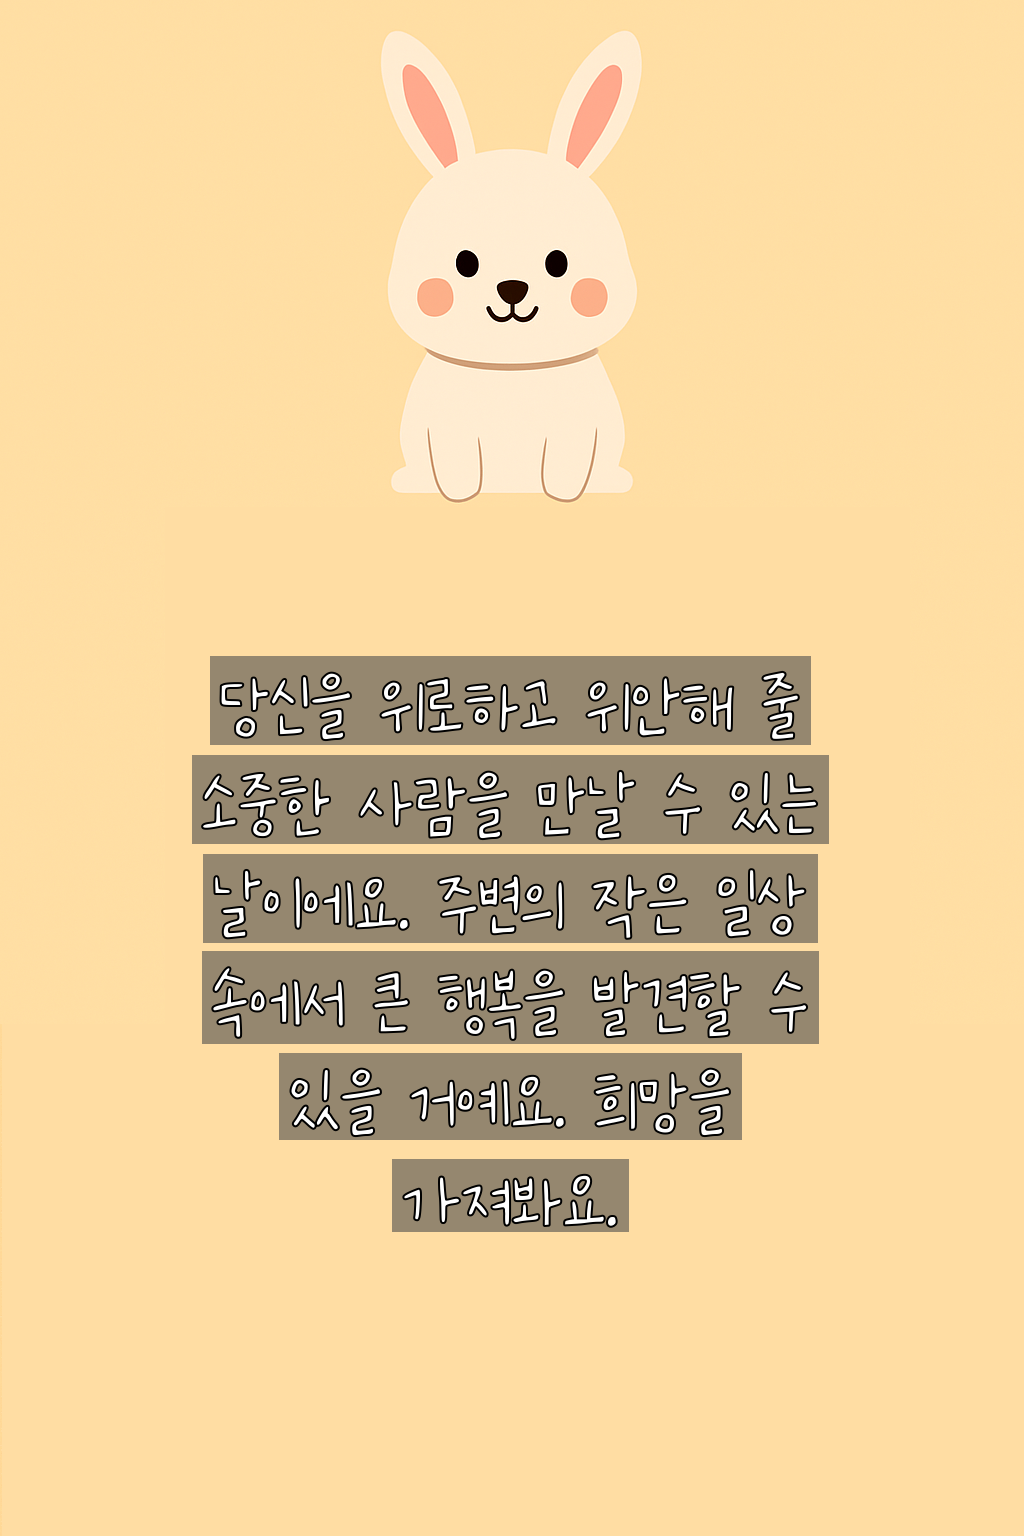 당신을 위로하고 위안해 줄
소중한 사람을 만날 수 있는
날이에요. 주변의 작은 일상
속에서 큰 행복을 발견할 수
있을 거예요. 희망을
가져봐요.